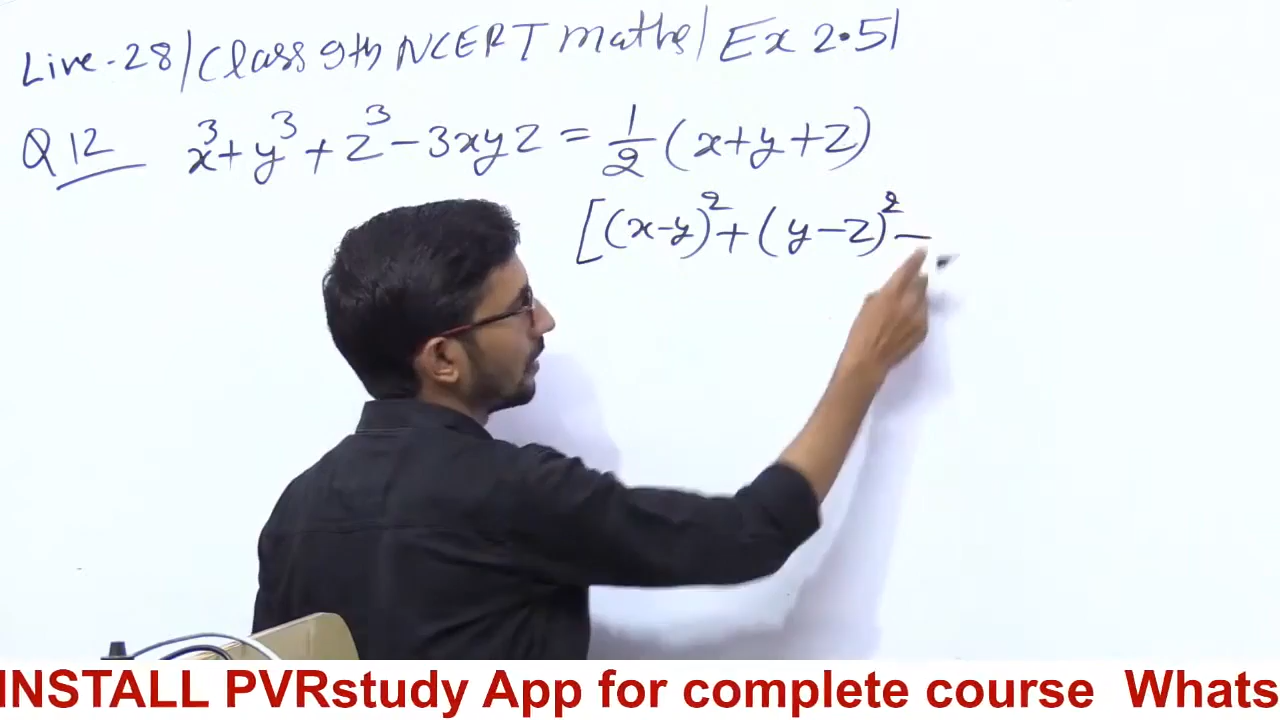 Live-28/Class 9th NCERT maths/Ex 2.5|
Q 12 x³+y³+z³-3xyz=1/2(x+y+z)
[(x-y)²+(y-z)²-
INSTALL PVRstudy App for complete course Whats